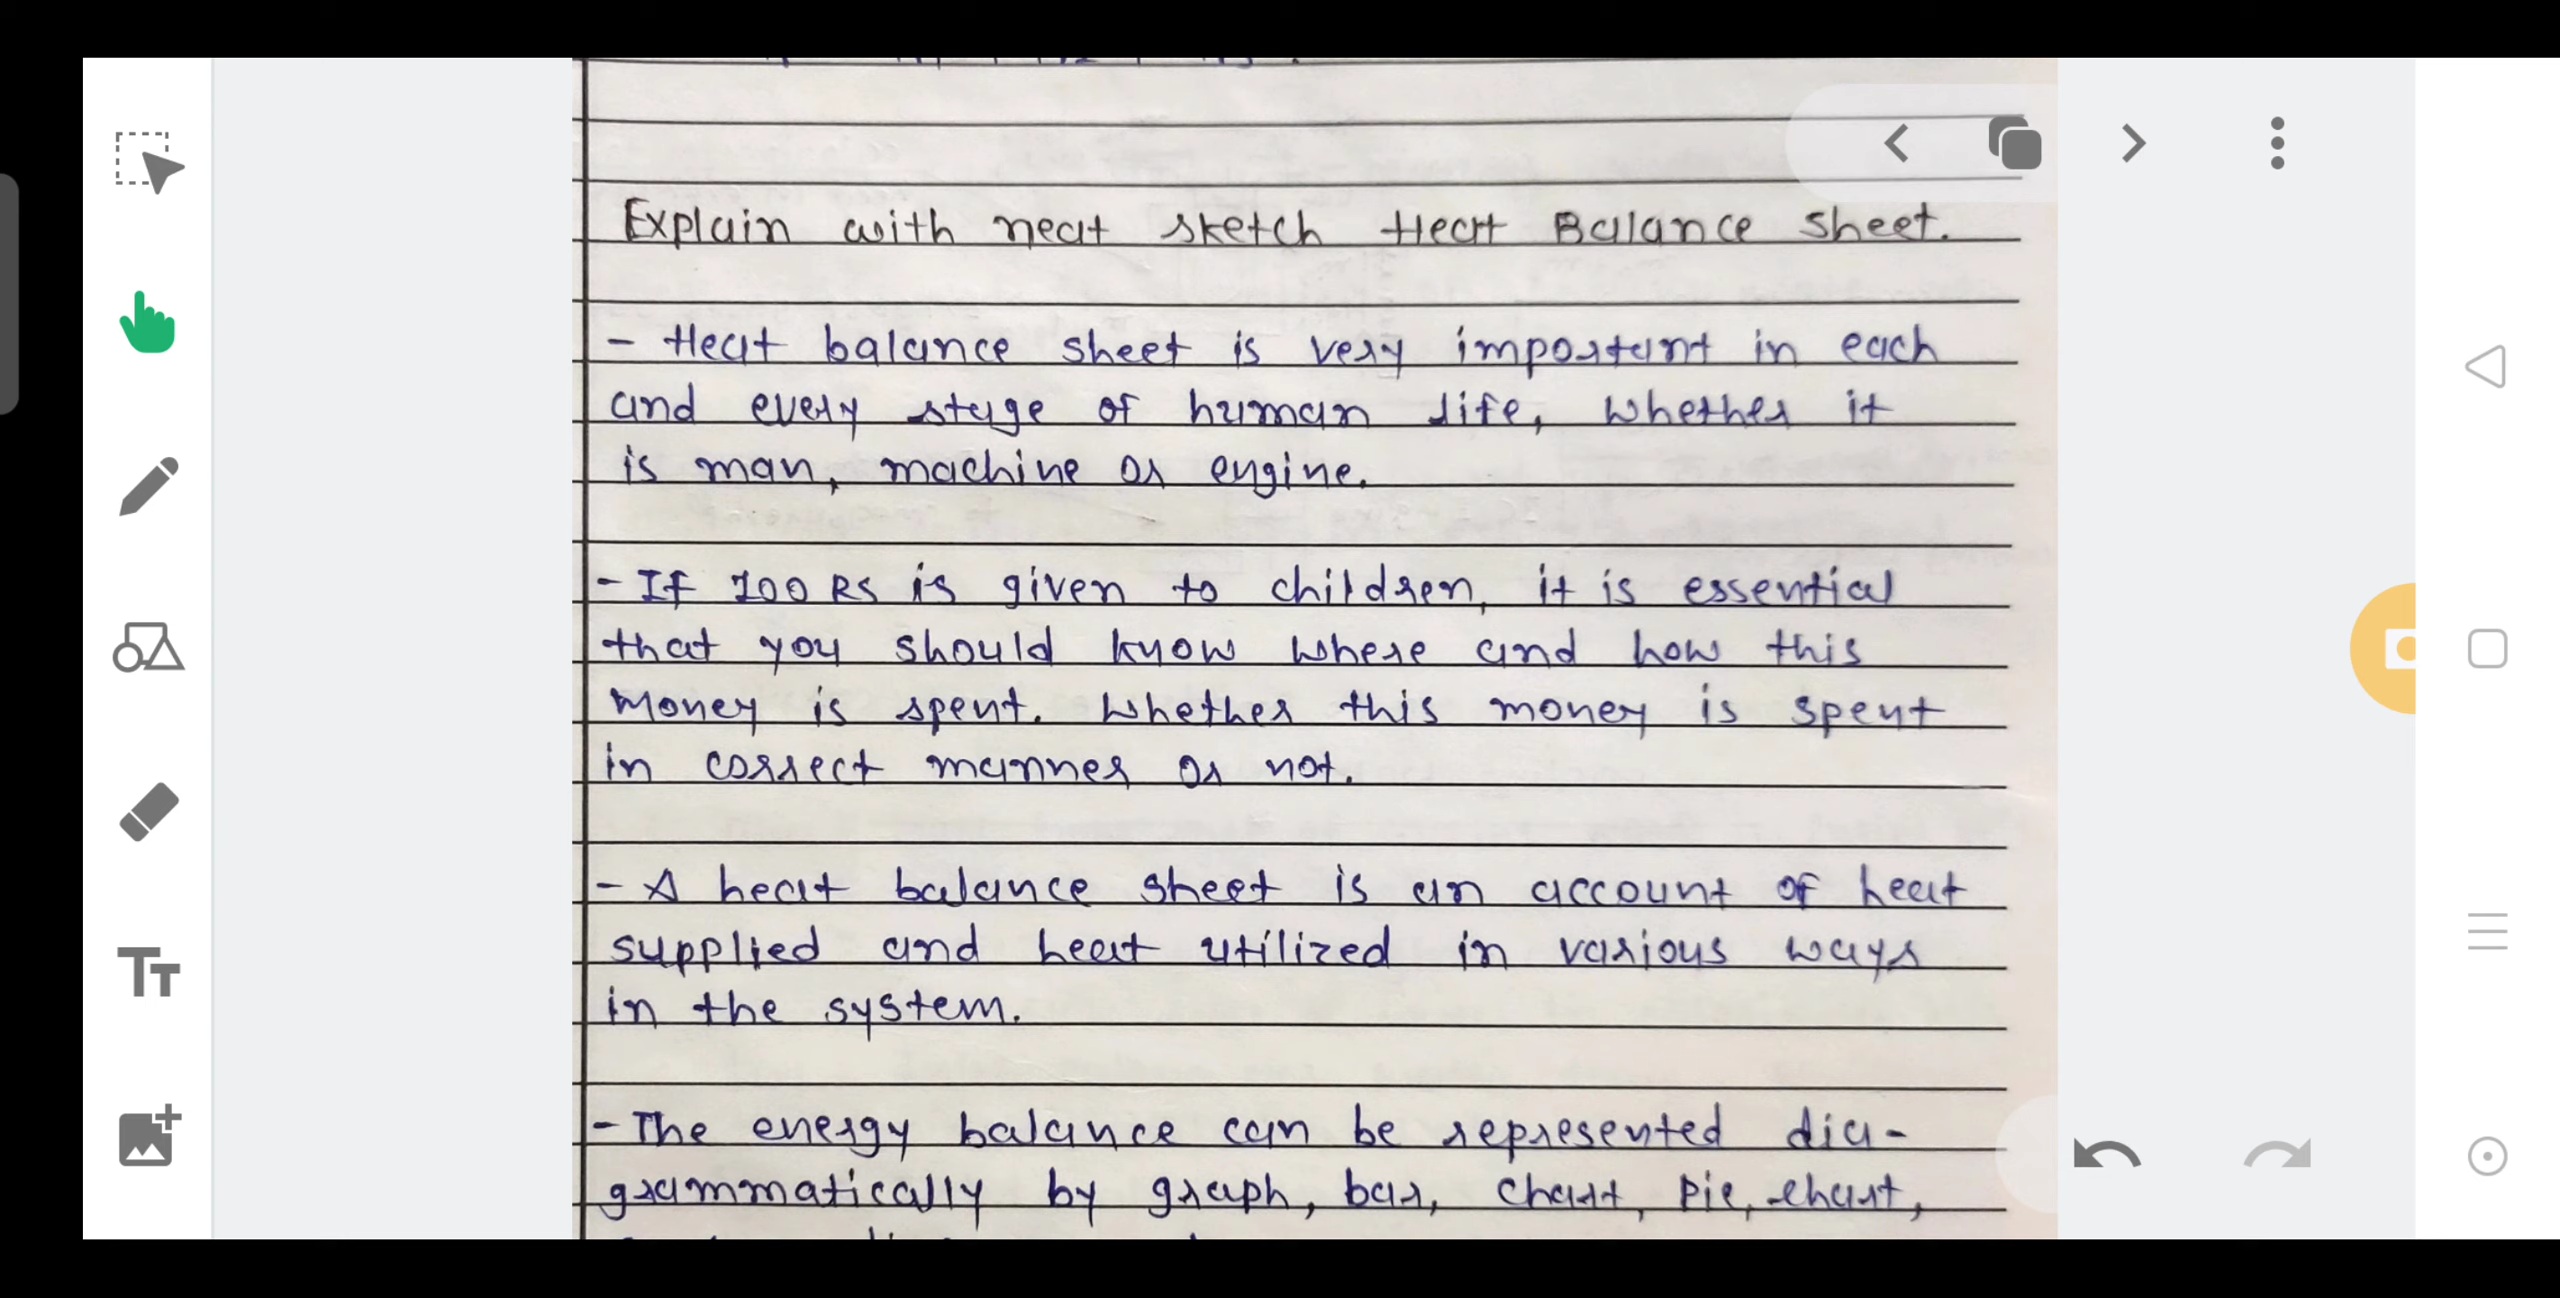 Explain with neat sketch Heat Balance sheet.
- Heat balance sheet is very important in each
and every stage of human life, whether it
is man, machine or engine.
- If 100 RS is given to children, it is essential
that you should know where and how this
money is spent. Whether this money is spent
in correct manner or not.
- A heat balance sheet is an account of heat
supplied and heat utilized in various ways
in the system.
- The energy balance can be represented dia-
grammatically by graph, bar, chart, pie, chart,
TT